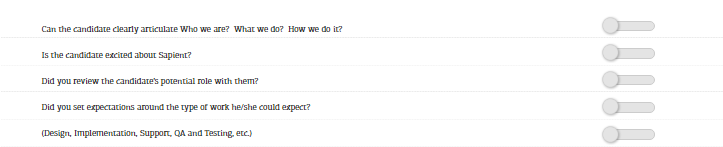 Can the candidate clearly articulate Who we are?  What we do?  How we do it?
Is the candidate excited about Sapient?
Did you review the candidate's potential role with them?
Did you set expectations around the type of work he/she could expect?
(Design, Implementation, Support, QA and Testing, etc.)